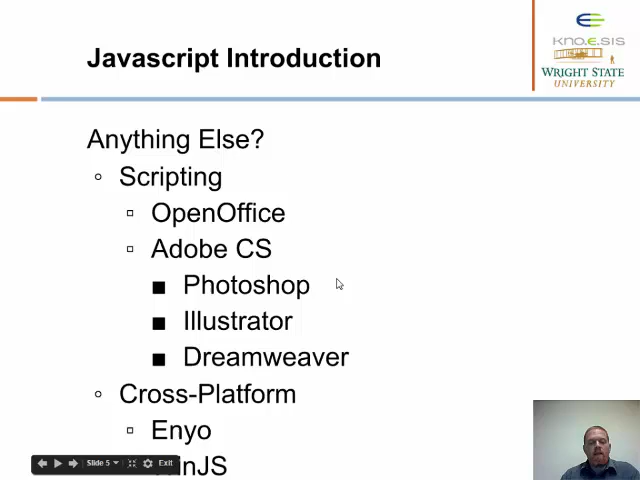 Javascript Introduction
KNO.E.SIS
WRIGHT STATE
UNIVERSITY
Anything Else?
Scripting
OpenOffice
Adobe CS
Photoshop
Illustrator
Dreamweaver
Cross-Platform
Enyo
Slide 5
Exit